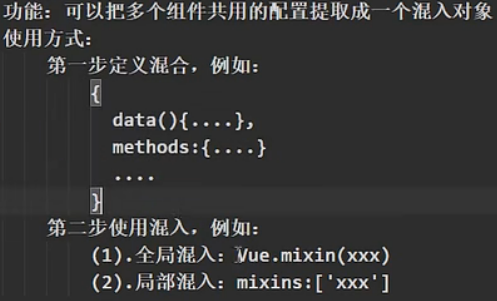 功能：可以把多个组件共用的配置提取成一个混入对象
使用方式：
第一步定义混合，例如：
{
data(){....},
methods:{....}
....
}
第二步使用混入，例如：
(1).全局混入：Vue.mixin(xxx)
(2).局部混入：mixins:['xxx']